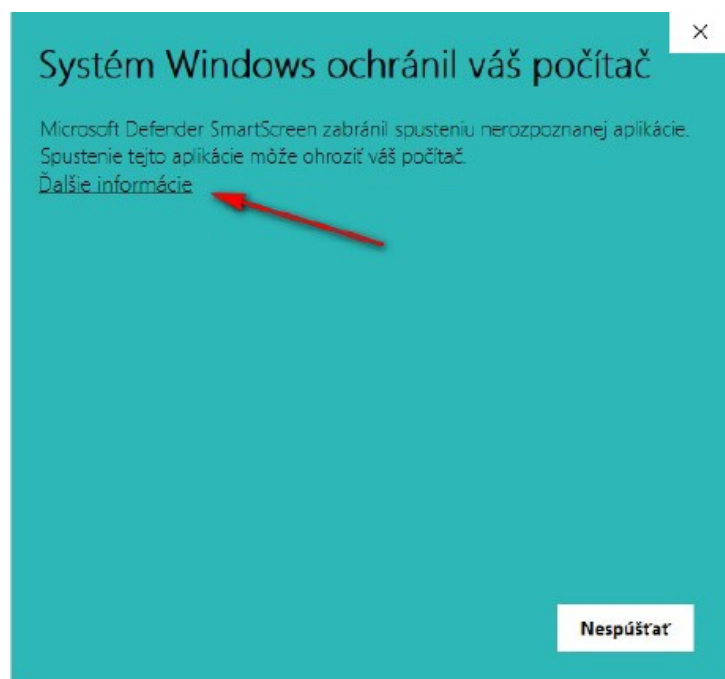 Systém Windows ochránil váš počítač
Microsoft Defender SmartScreen zabránil spusteniu nerozpoznanej aplikácie.
Spustenie tejto aplikácie môže ohroziť váš počítač.
Ďalšie informácie
Nespúšťať